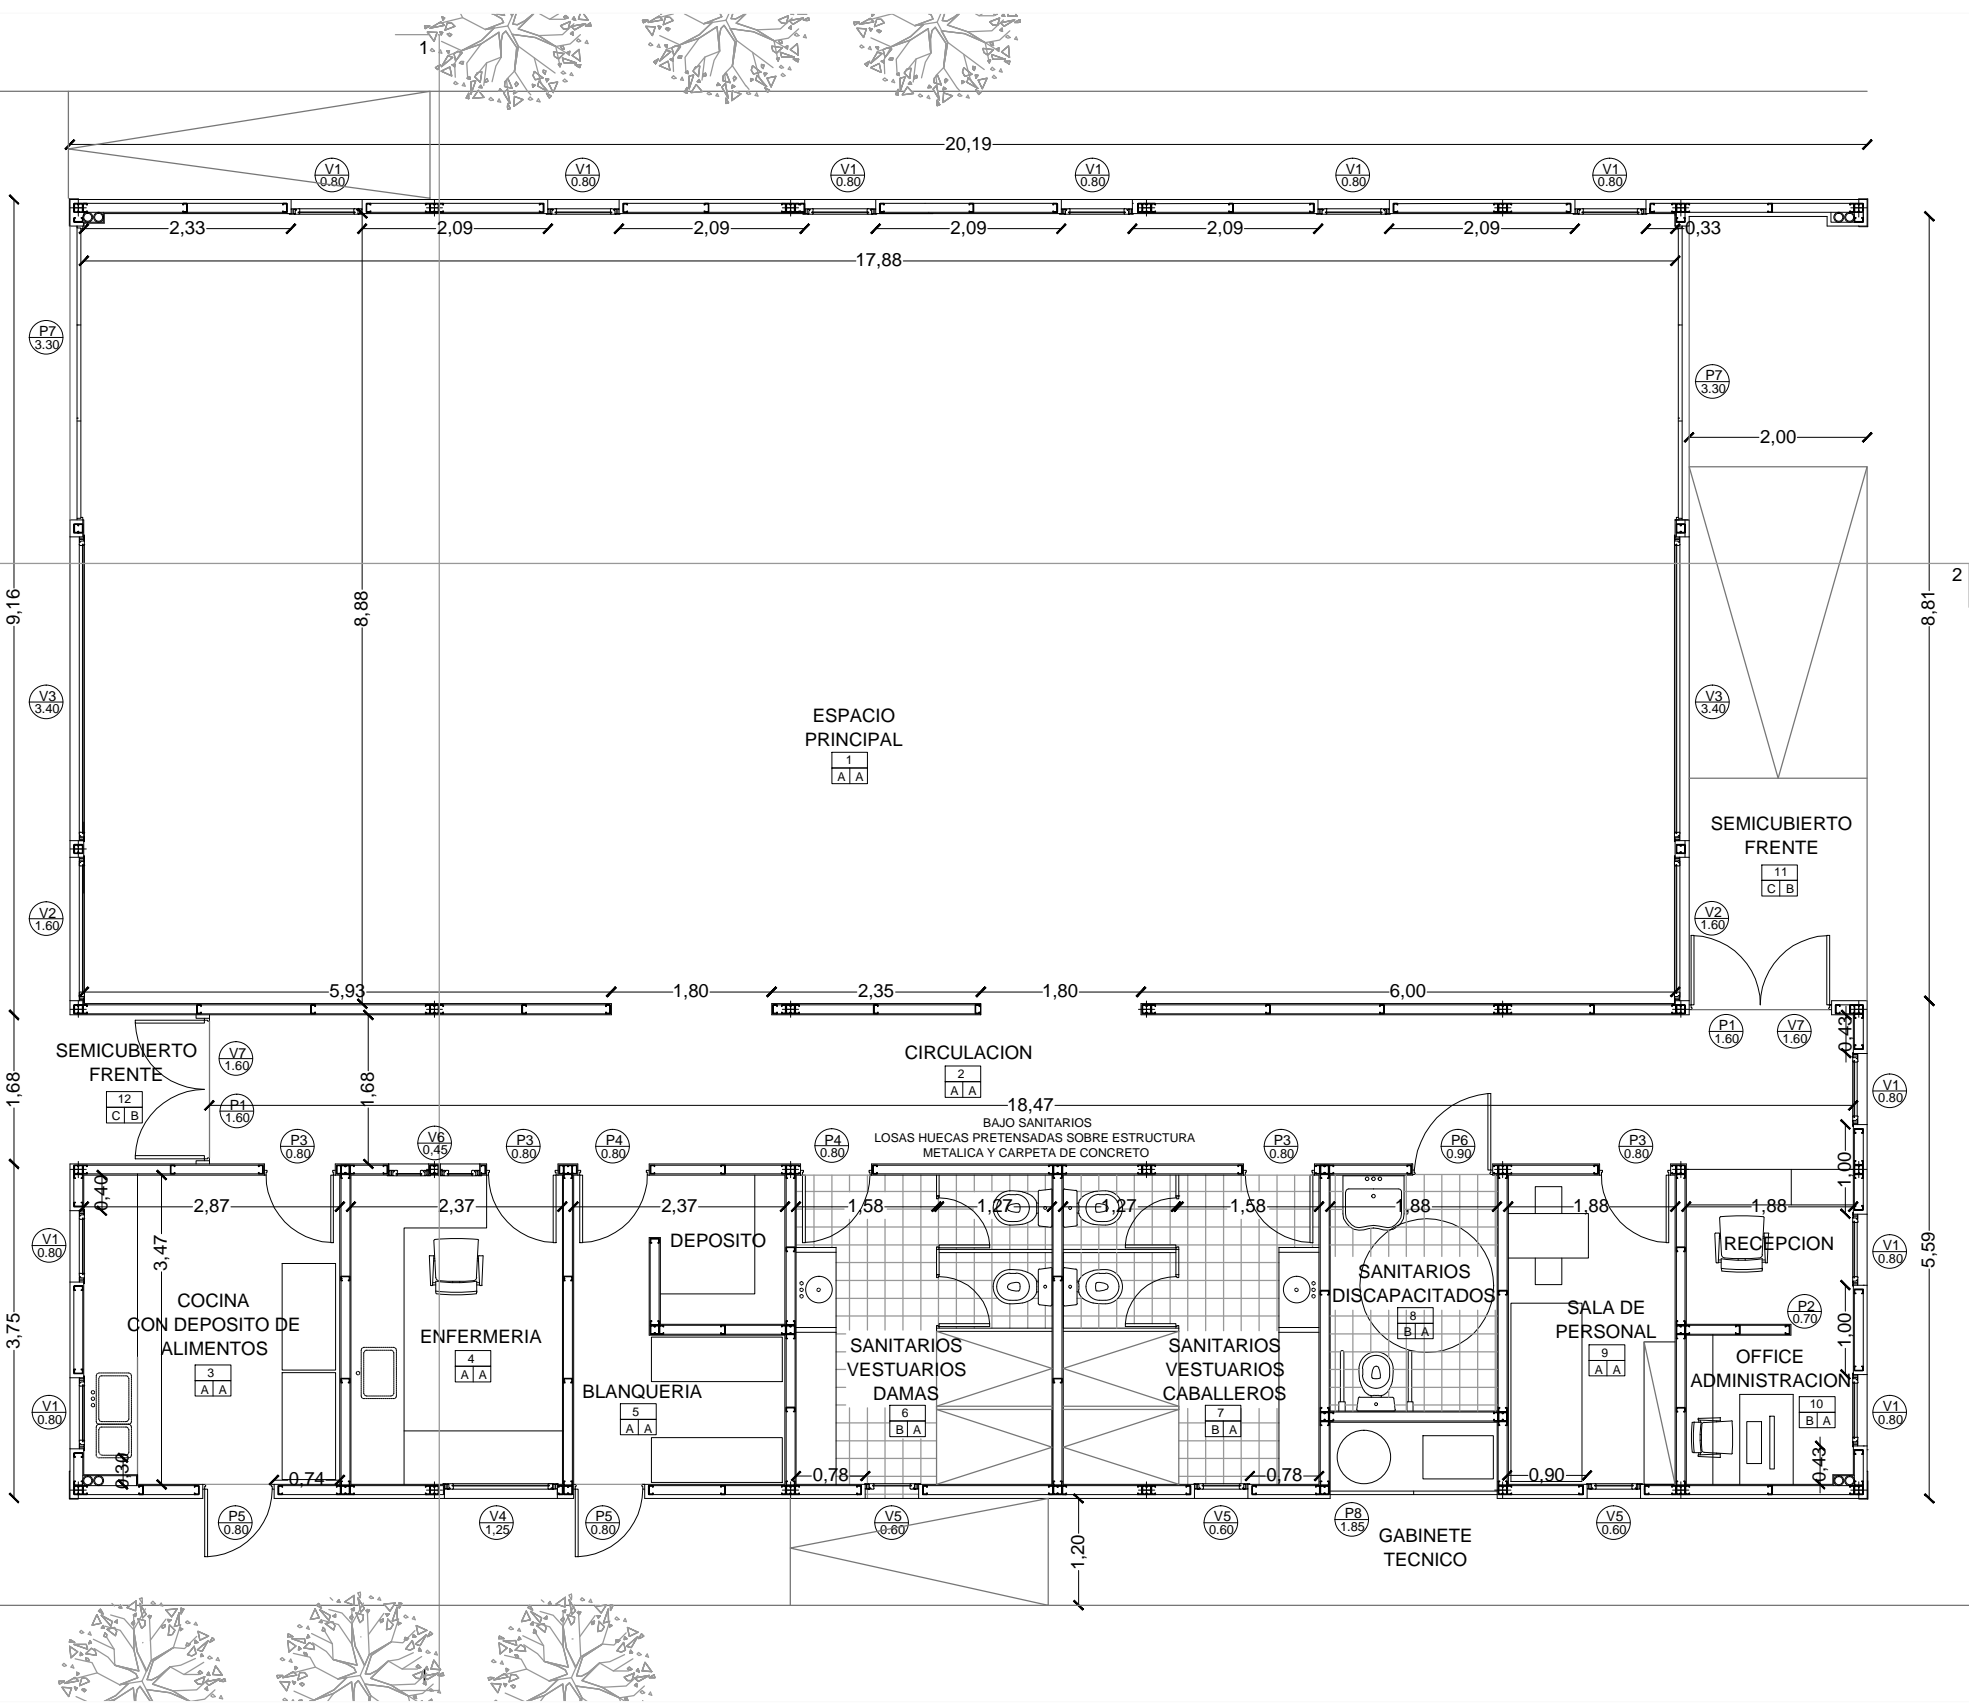 1
20,19
V1
0.80
V1
0.80
V1
0.80
V1
0.80
V1
0.80
V1
0.80
2,33
2,09
2,09
2,09
2,09
2,09
0,33
17,88
P7
3.30
P7
3.30
2,00
2
9,16
8,88
8,81
V3
3.40
ESPACIO
PRINCIPAL
1
A A
V3
3.40
SEMICUBIERTO
FRENTE
11
C B
V2
1.60
V2
1.60
5,93
1,80
2,35
1,80
6,00
P1
1.60
V7
1.60
0,43
SEMICUBIERTO
FRENTE
12
C B
V7
1.60
P1
1.60
1,68
1,68
CIRCULACION
2
A A
18,47
BAJO SANITARIOS
LOSAS HUECAS PRETENSADAS SOBRE ESTRUCTURA
METALICA Y CARPETA DE CONCRETO
V1
0.80
P3
0.80
V6
0,45
P3
0.80
P4
0.80
P4
0.80
P3
0.80
P6
0.90
P3
0.80
1,00
0,40
2,87
2,37
2,37
1,58
1,27
1,27
1,58
1,88
1,88
1,88
V1
0.80
3,47
DEPOSITO
RECEPCION
V1
0.80
5,59
COCINA
CON DEPOSITO DE
ALIMENTOS
3
A A
ENFERMERIA
4
A A
SANITARIOS
DISCAPACITADOS
8
B A
SALA DE
PERSONAL
9
A A
P2
0.70
1,00
3,75
BLANQUERIA
5
A A
SANITARIOS
VESTUARIOS
DAMAS
6
B A
SANITARIOS
VESTUARIOS
CABALLEROS
7
B A
OFFICE
ADMINISTRACION
10
B A
V1
0.80
V1
0.80
0,30
0,74
0,78
0,78
0,90
0,43
P5
0.80
V4
1,25
P5
0.80
V5
0.60
V5
0.60
P8
1.85
GABINETE
TECNICO
V5
0.60
1,20